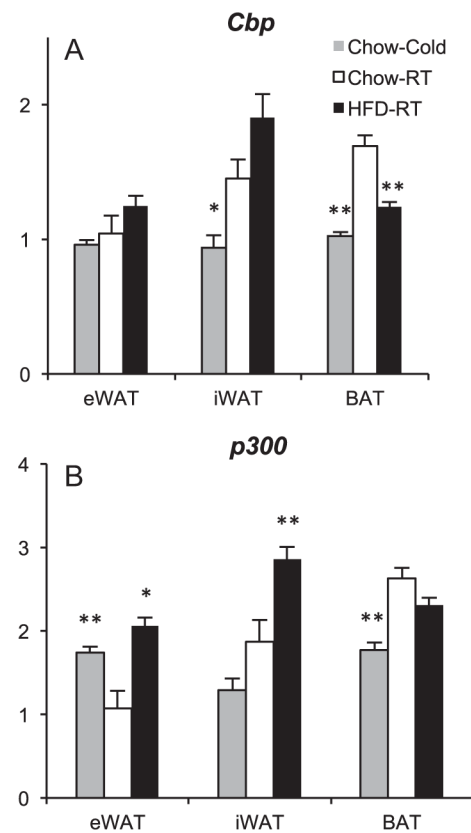 Cbp
A
Chow-Cold
Chow-RT
HFD-RT
2
1
0
*
**
**
eWAT iWAT BAT
p300
B
4
3
2
1
0
**
*
**
**
eWAT iWAT BAT